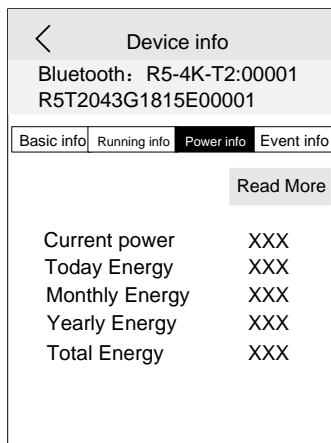 Device info
Bluetooth：R5-4K-T2:00001
R5T2043G1815E00001
Basic info Running info Power info Event info
Read More
Current power XXX
Today Energy XXX
Monthly Energy XXX
Yearly Energy XXX
Total Energy XXX